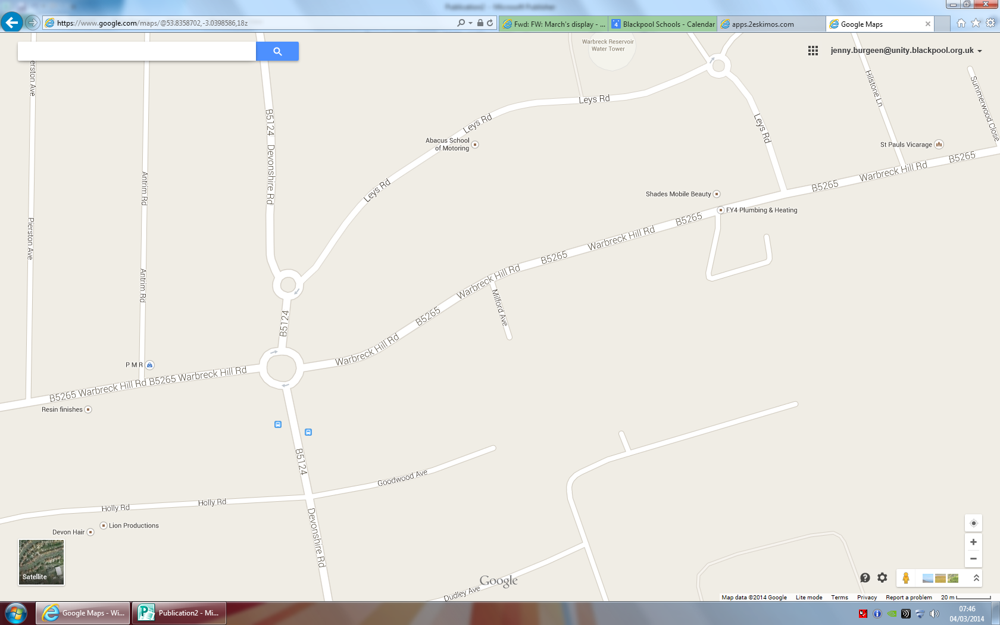 Publication2 - Microsoft Publisher
https://www.google.com/maps/@53.8358702,-3.0398586,18z
Fwd: FW: March's display - ...
4 Blackpool Schools - Calendar
apps.2eskimos.com
Google Maps
jenny.burgeen@unity.blackpool.org.uk
Warbreck Reservoir
Water Tower
Pierston Ave
Hilstone Ln
Summerwood Close
Leys Rd
B5124
Devonshire Rd
Leys Rd
Leys Rd
Abacus School
of Motoring
St Pauls Vicarage
B5265
Warbreck Hill Rd
B5265
Antrim Rd
Leys Rd
Shades Mobile Beauty
FY4 Plumbing & Heating
B5265
Warbreck Hill Rd
Pierston Ave
B5265
Warbreck Hill Rd
Antrim Rd
Milford Ave
B5265
B5124
Warbreck Hill Rd
P M R
B5265 Warbreck Hill Rd B5265 Warbreck Hill Rd
Resin finishes
B5124
Goodwood Ave
Holly Rd
Holly Rd
Lion Productions
Devon Hair
Devonshire Rd
Satellite
Google
Dudley Ave
Map data ©2014 Google
Lite mode
Terms
Privacy
Report a problem
20 m
Google Maps - Wi...
Publication2 - Mi...
07:46
04/03/2014